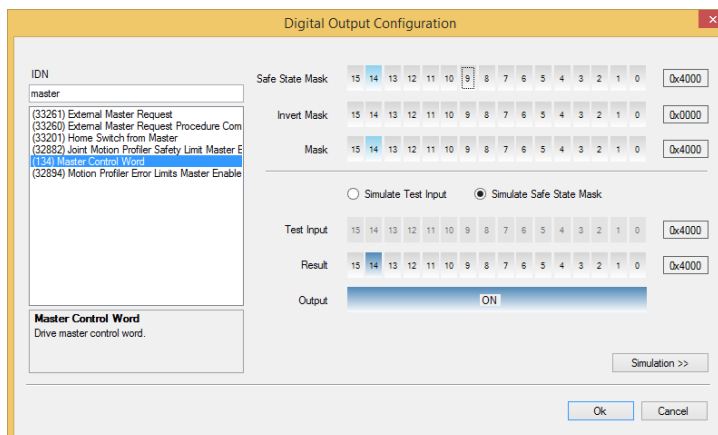 Digital Output Configuration
×
IDN
master
(33261) External Master Request
(33260) External Master Request Procedure Com
(33201) Home Switch from Master
(32882) Joint Motion Profiler Safety Limit Master E
(134) Master Control Word
(32894) Motion Profiler Error Limits Master Enable
Master Control Word
Drive master control word.
Safe State Mask 15 14 13 12 11 10 9 8 7 6 5 4 3 2 1 0 0x4000
Invert Mask 15 14 13 12 11 10 9 8 7 6 5 4 3 2 1 0 0x0000
Mask 15 14 13 12 11 10 9 8 7 6 5 4 3 2 1 0 0x4000
Simulate Test Input Simulate Safe State Mask
Test Input 15 14 13 12 11 10 9 8 7 6 5 4 3 2 1 0 0x4000
Result 15 14 13 12 11 10 9 8 7 6 5 4 3 2 1 0 0x4000
Output ON
Simulation >>
Ok Cancel